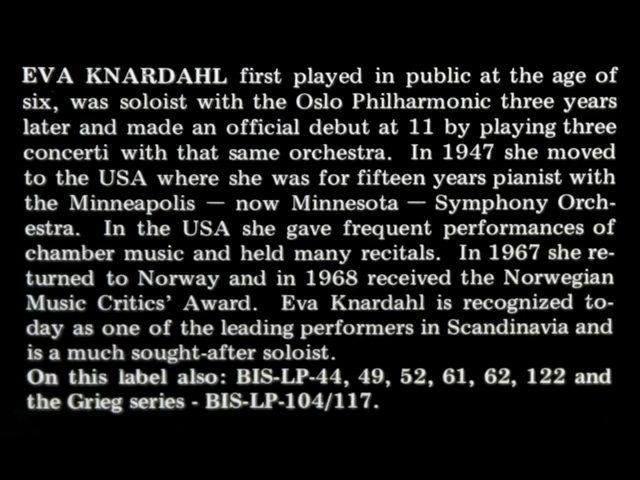 EVA KNARDAHL first played in public at the age of
six, was soloist with the Oslo Philharmonic three years
later and made an official debut at 11 by playing three
concerti with that same orchestra. In 1947 she moved
to the USA where she was for fifteen years pianist with
the Minneapolis — now Minnesota — Symphony Orch-
estra. In the USA she gave frequent performances of
chamber music and held many recitals. In 1967 she re-
turned to Norway and in 1968 received the Norwegian
Music Critics' Award. Eva Knardahl is recognized to-
day as one of the leading performers in Scandinavia and
is a much sought-after soloist.
On this label also: BIS-LP-44, 49, 52, 61, 62, 122 and
the Grieg series - BIS-LP-104/117.